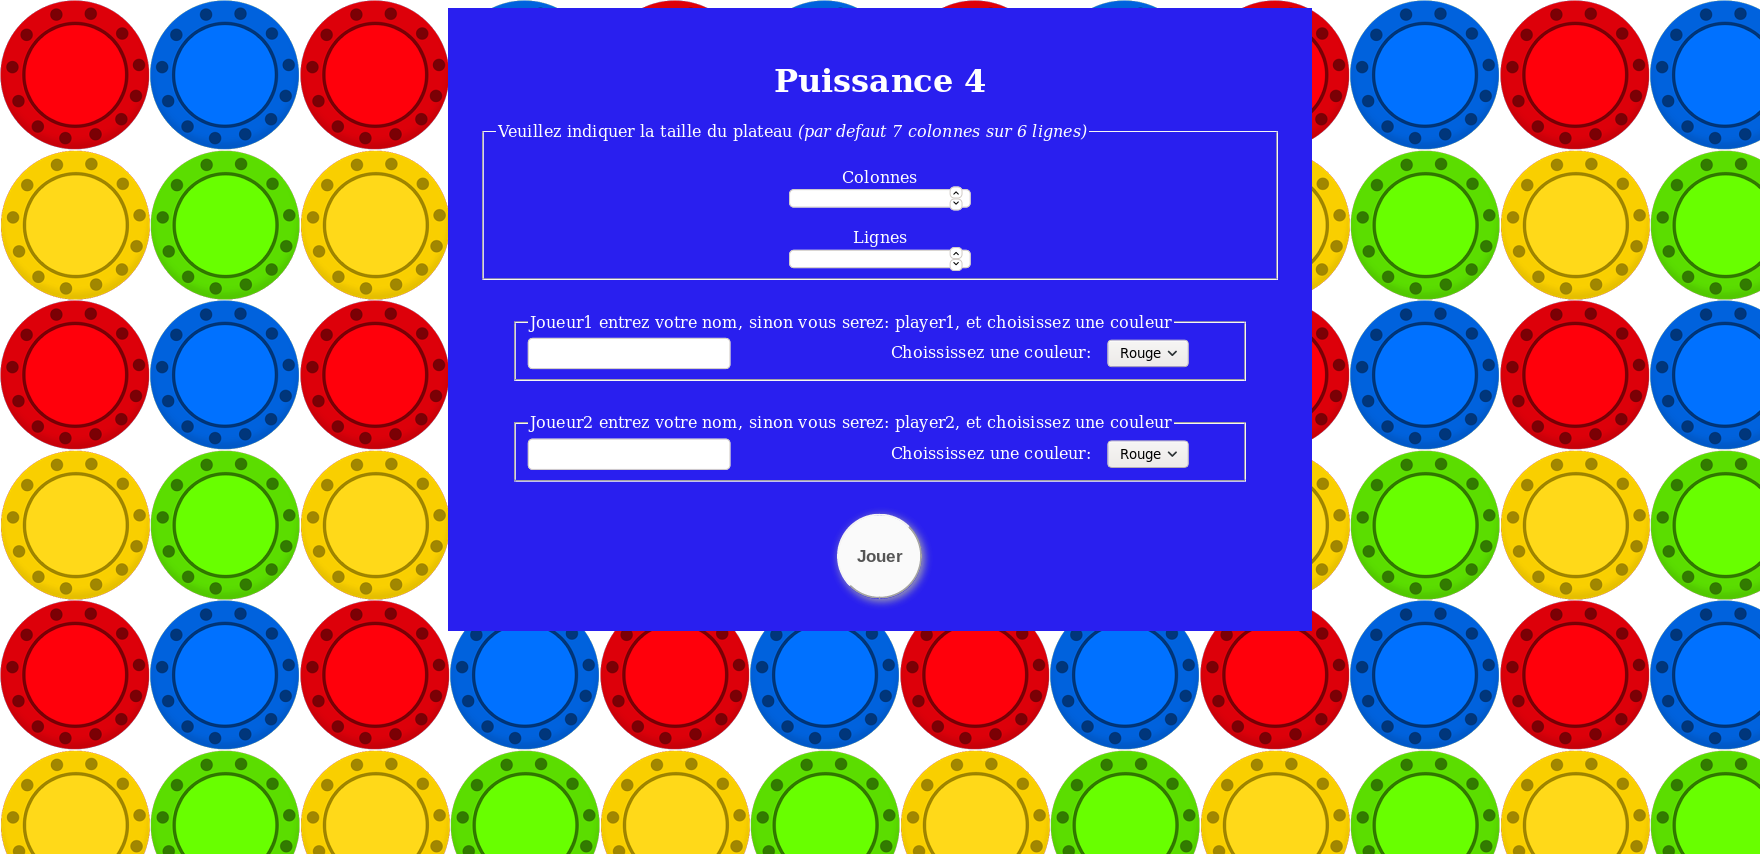 Puissance 4
Veuillez indiquer la taille du plateau (par defaut 7 colonnes sur 6 lignes)
Colonnes
Lignes
Joueur1 entrez votre nom, sinon vous serez: player1, et choisissez une couleur
Choississez une couleur: Rouge
Joueur2 entrez votre nom, sinon vous serez: player2, et choisissez une couleur
Choississez une couleur: Rouge
Jouer